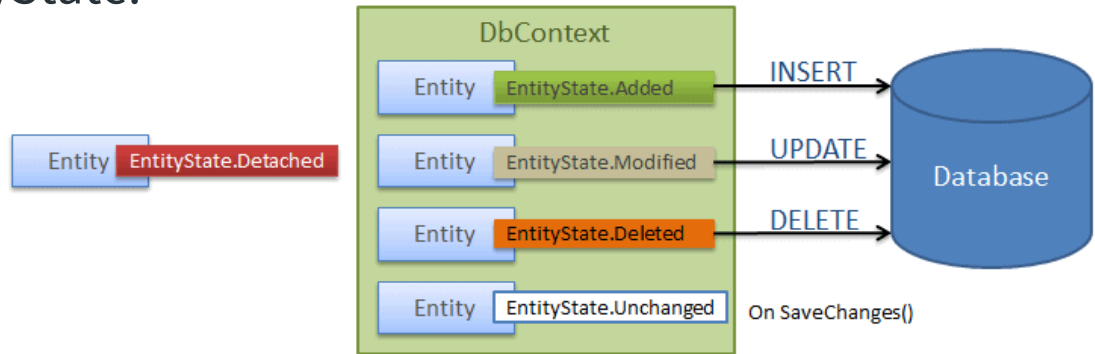 DbContext
Entity EntityState.Added
INSERT
Entity EntityState.Detached
Entity EntityState.Modified
UPDATE
Database
Entity EntityState.Deleted
DELETE
Entity EntityState.Unchanged
On SaveChanges()